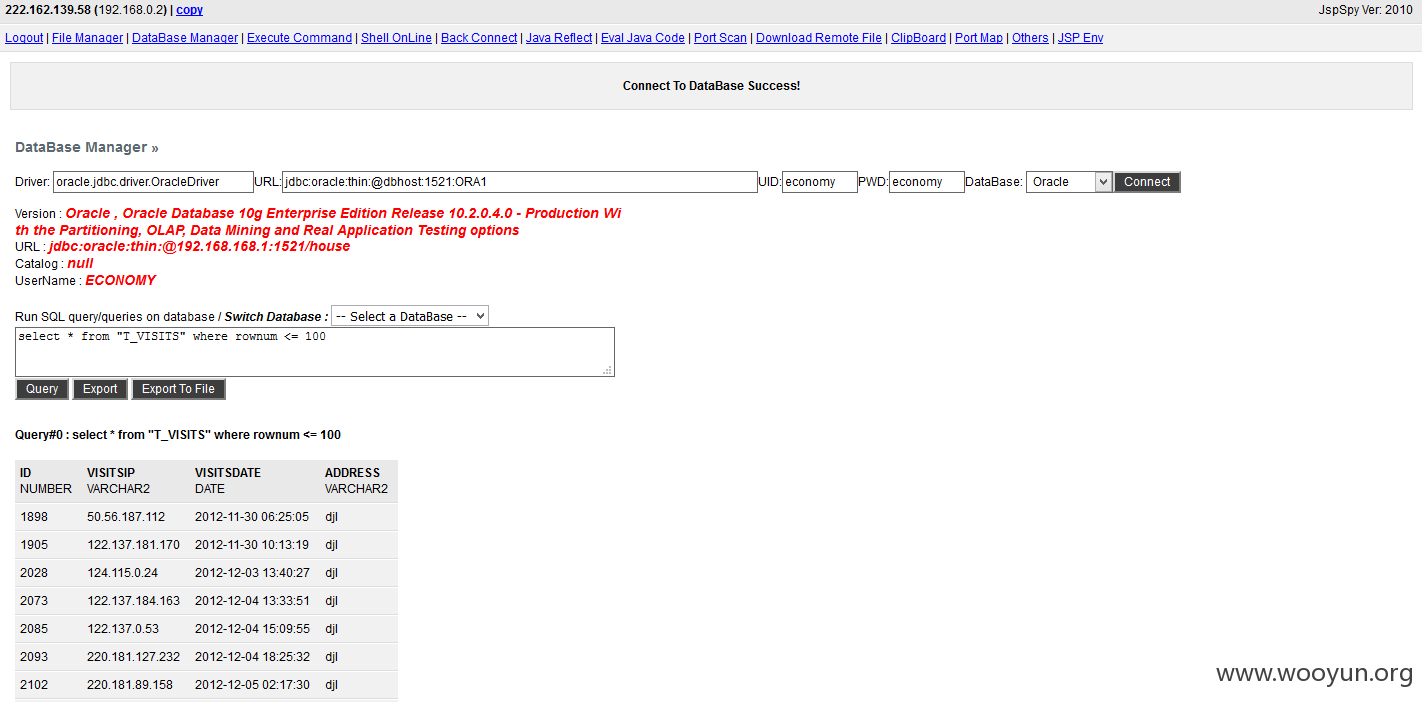 222.162.139.58 (192.168.0.2) | copy JspSpy Ver: 2010
Logout | File Manager | DataBase Manager | Execute Command | Shell OnLine | Back Connect | Java Reflect | Eval Java Code | Port Scan | Download Remote File | ClipBoard | Port Map | Others | JSP Env
Connect To DataBase Success!
DataBase Manager »
Driver: oracle.jdbc.driver.OracleDriver URL: jdbc:oracle:thin:@dbhost:1521:ORA1 UID: economy PWD: economy DataBase: Oracle Connect
Version : Oracle , Oracle Database 10g Enterprise Edition Release 10.2.0.4.0 - Production Wi
th the Partitioning, OLAP, Data Mining and Real Application Testing options
URL : jdbc:oracle:thin:@192.168.168.1:1521/house
Catalog : null
UserName : ECONOMY
Run SQL query/queries on database / Switch Database : -- Select a DataBase --
select * from "T_VISITS" where rownum <= 100
Query Export Export To File
Query#0 : select * from "T_VISITS" where rownum <= 100
ID VISITSIP VISITSDATE ADDRESS
NUMBER VARCHAR2 DATE VARCHAR2
1898 50.56.187.112 2012-11-30 06:25:05 djl
1905 122.137.181.170 2012-11-30 10:13:19 djl
2028 124.115.0.24 2012-12-03 13:40:27 djl
2073 122.137.184.163 2012-12-04 13:33:51 djl
2085 122.137.0.53 2012-12-04 15:09:55 djl
2093 220.181.127.232 2012-12-04 18:25:32 djl
2102 220.181.89.158 2012-12-05 02:17:30 djl
www.wooyun.org